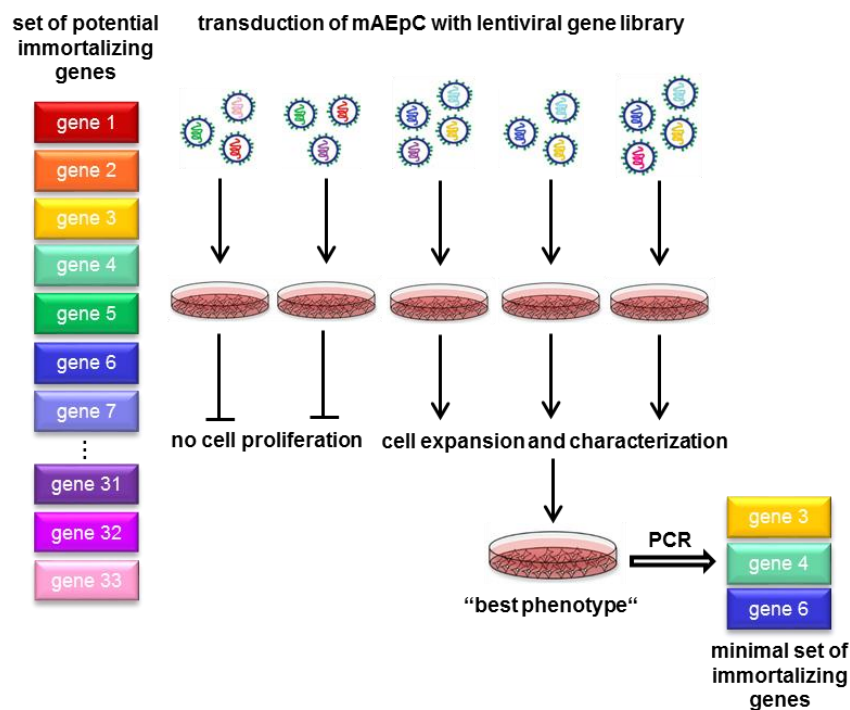 set of potential
immortalizing
genes
transduction of mAEpC with lentiviral gene library
gene 1
gene 2
gene 3
gene 4
gene 5
gene 6
gene 7
gene 31
gene 32
gene 33
no cell proliferation
cell expansion and characterization
"best phenotype“
PCR
gene 3
gene 4
gene 6
minimal set of
immortalizing
genes